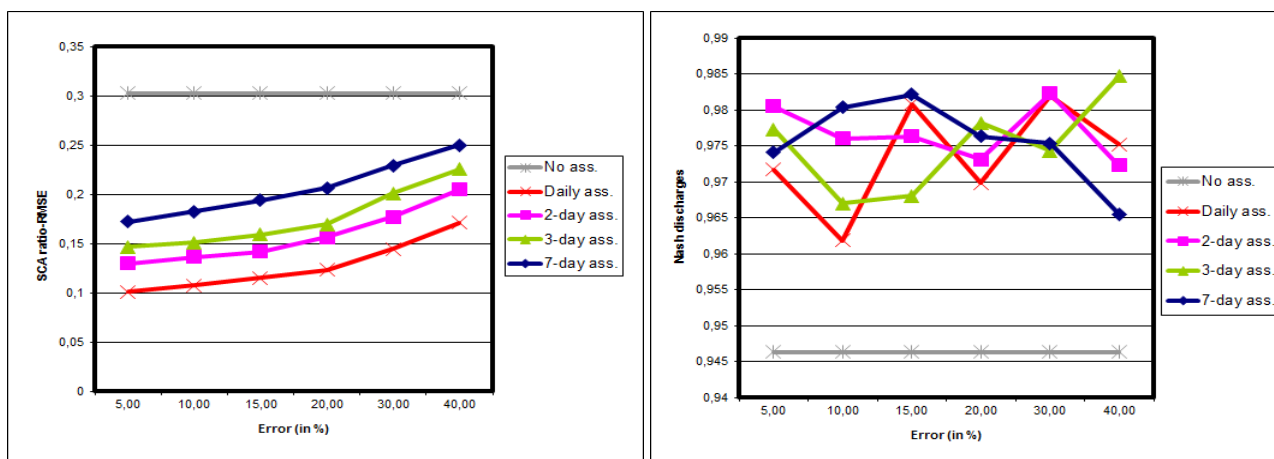 0,35
0,3
0,25
0,2
0,15
0,1
0,05
0
SCA ratio-RMSE
5,00 10,00 15,00 20,00 30,00 40,00
Error (in %)
No ass.
Daily ass.
2-day ass.
3-day ass.
7-day ass.
0,99
0,985
0,98
0,975
0,97
0,965
0,96
0,955
0,95
0,945
0,94
Nash discharges
5,00 10,00 15,00 20,00 30,00 40,00
Error (in %)
No ass.
Daily ass.
2-day ass.
3-day ass.
7-day ass.